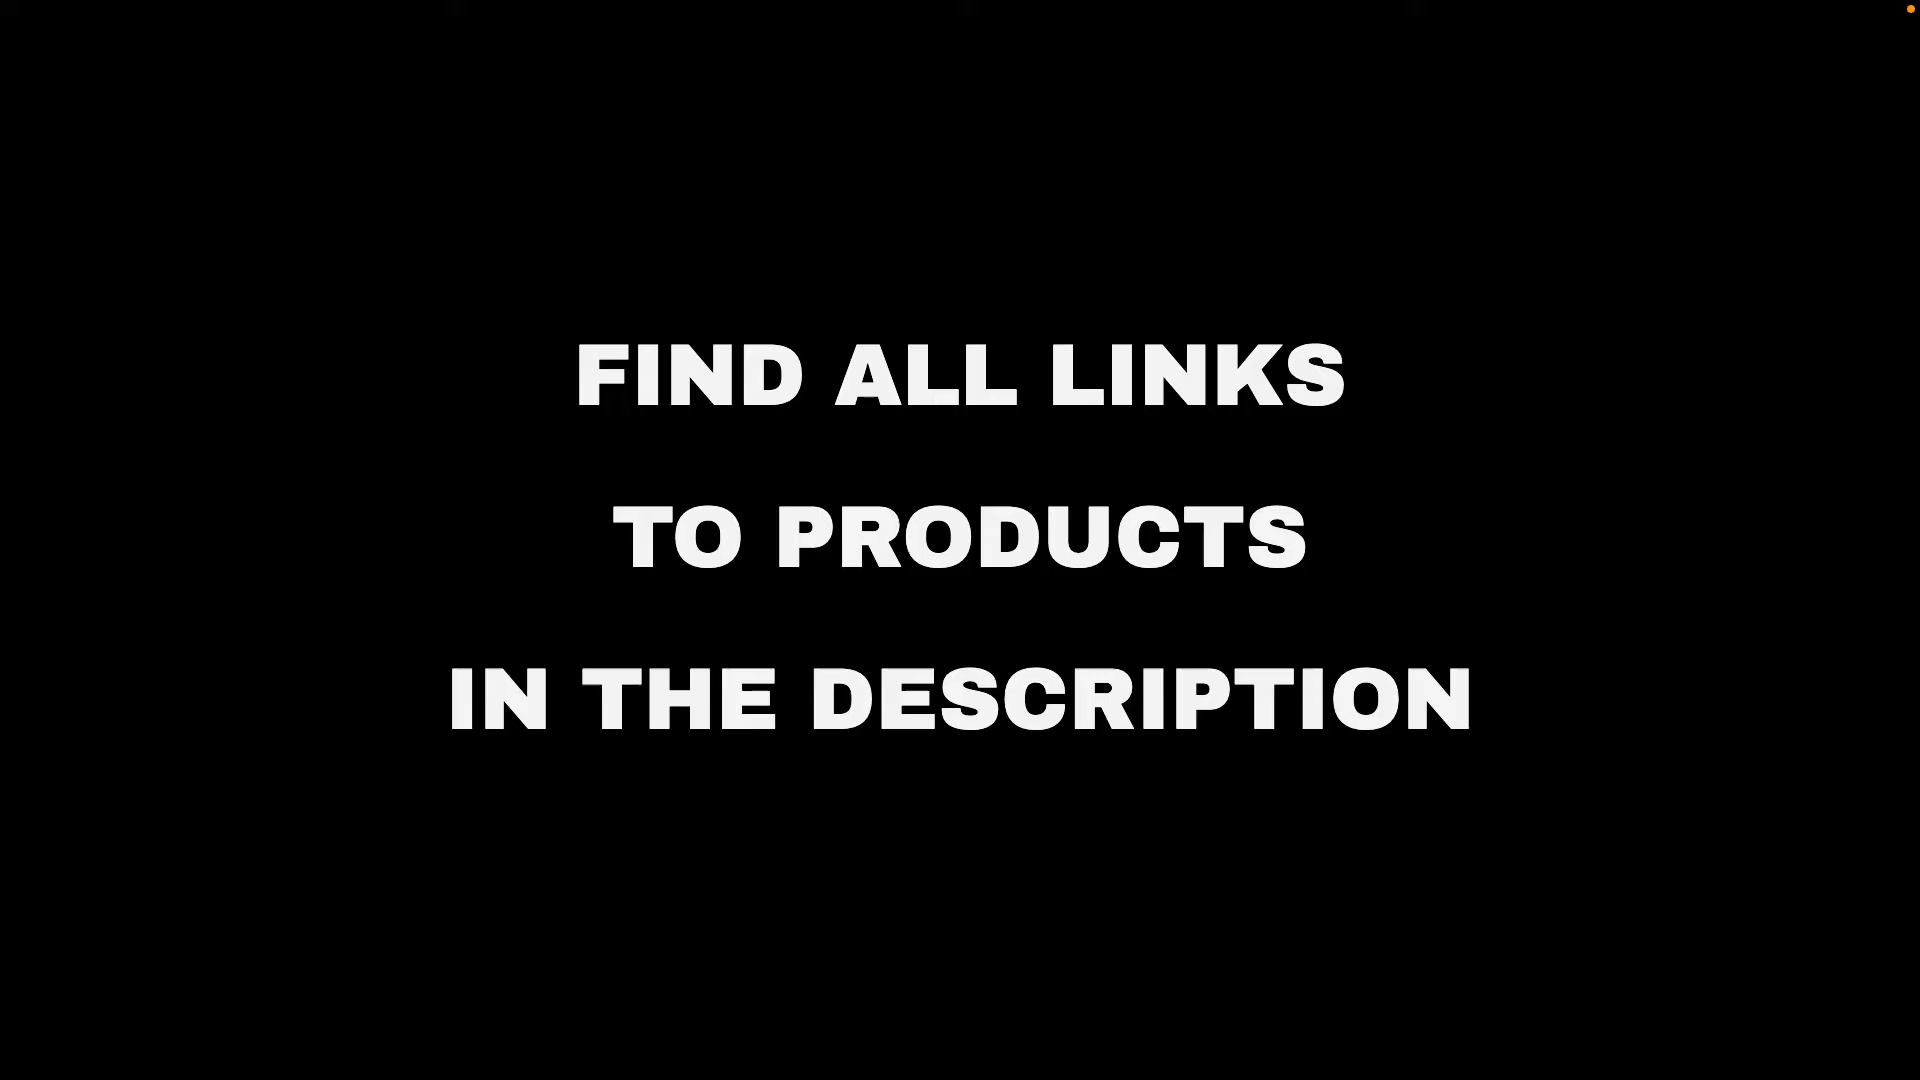 FIND ALL LINKS
TO PRODUCTS
IN THE DESCRIPTION